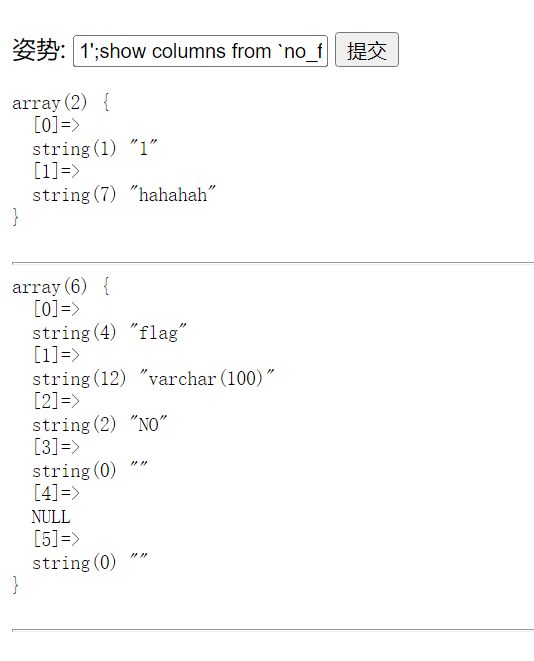 姿势: 1';show columns from `no_f 提交
array(2) {
  [0]=>
  string(1) "1"
  [1]=>
  string(7) "hahahah"
}
array(6) {
  [0]=>
  string(4) "flag"
  [1]=>
  string(12) "varchar(100)"
  [2]=>
  string(2) "NO"
  [3]=>
  string(0) ""
  [4]=>
  NULL
  [5]=>
  string(0) ""
}